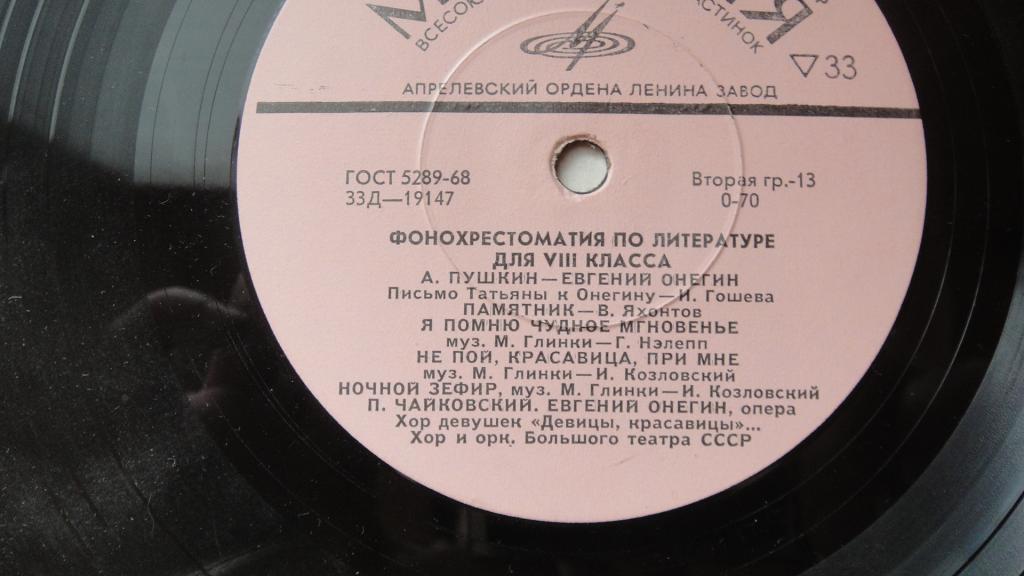 ▽33
АПРЕЛЕВСКИЙ ОРДЕНА ЛЕНИНА ЗАВОД
ГОСТ 5289-68 Вторая гр.-13
33Д—19147 0-70
ФОНОХРЕСТОМАТИЯ ПО ЛИТЕРАТУРЕ
ДЛЯ VIII КЛАССА
А. ПУШКИН—ЕВГЕНИЙ ОНЕГИН
Письмо Татьяны к Онегину—И. Гошева
ПАМЯТНИК—В. Яхонтов
Я ПОМНЮ ЧУДНОЕ МГНОВЕНЬЕ
муз. М. Глинки—Г. Нэлепп
НЕ ПОЙ, КРАСАВИЦА, ПРИ МНЕ
муз. М. Глинки—И. Козловский
НОЧНОЙ ЗЕФИР, муз. М. Глинки—И. Козловский
П. ЧАЙКОВСКИЙ. ЕВГЕНИЙ ОНЕГИН, опера
Хор девушек «Девицы, красавицы»...
Хор и орк. Большого театра СССР